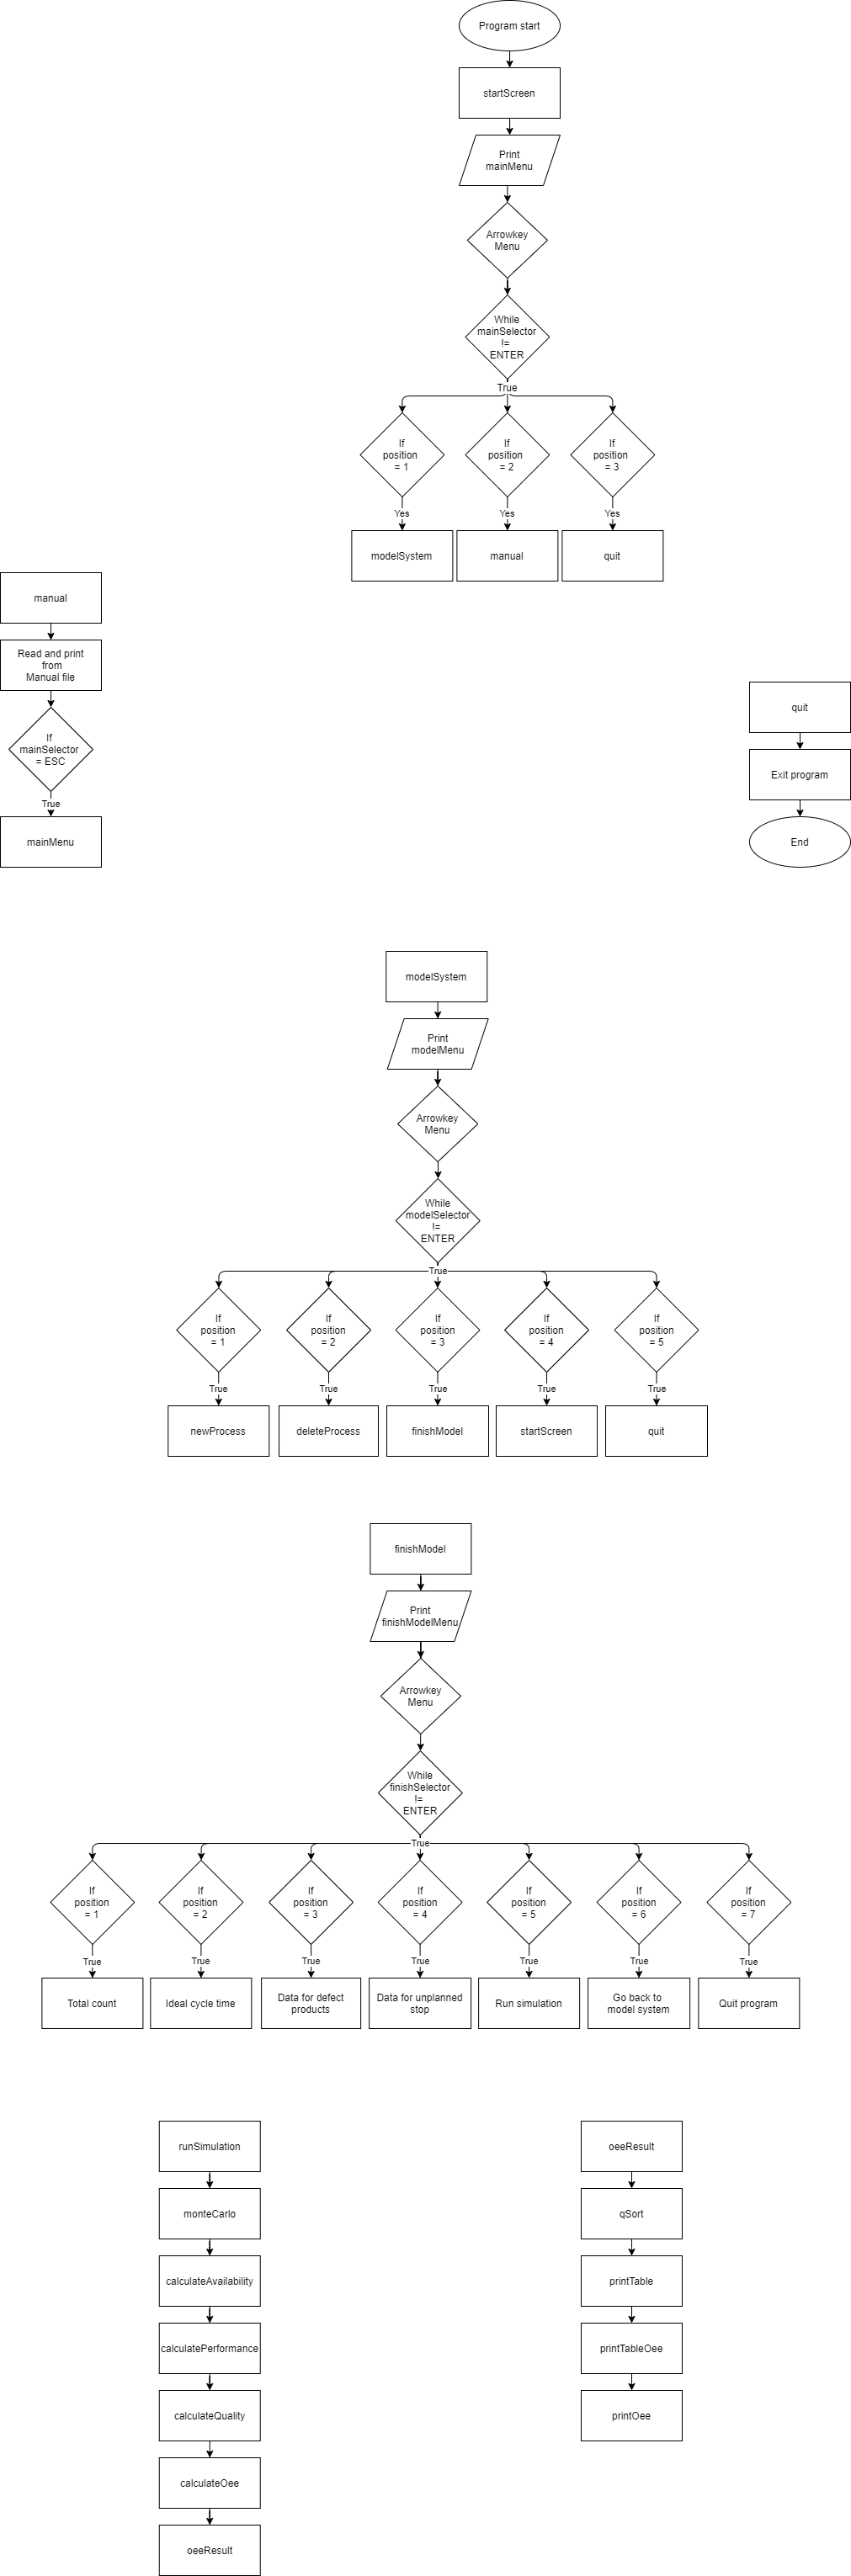 Program start
startScreen
Print
mainMenu
Arrowkey
Menu
While
mainSelector
!=
ENTER
True
If
position
= 1
If
position
= 2
If
position
= 3
Yes
Yes
Yes
modelSystem
manual
quit
manual
Read and print
from
Manual file
If
mainSelector
= ESC
True
mainMenu
quit
Exit program
End
modelSystem
Print
modelMenu
Arrowkey
Menu
While
modelSelector
!=
ENTER
True
If
position
= 1
If
position
= 2
If
position
= 3
If
position
= 4
If
position
= 5
True
True
True
True
True
newProcess
deleteProcess
finishModel
startScreen
quit
finishModel
Print
finishModelMenu
Arrowkey
Menu
While
finishSelector
!=
ENTER
True
If
position
= 1
If
position
= 2
If
position
= 3
If
position
= 4
If
position
= 5
If
position
= 6
If
position
= 7
True
True
True
True
True
True
True
Total count
Ideal cycle time
Data for defect
products
Data for unplanned
stop
Run simulation
Go back to
model system
Quit program
runSimulation
monteCarlo
calculateAvailability
calculatePerformance
calculateQuality
calculateOee
oeeResult
oeeResult
qSort
printTable
printTableOee
printOee